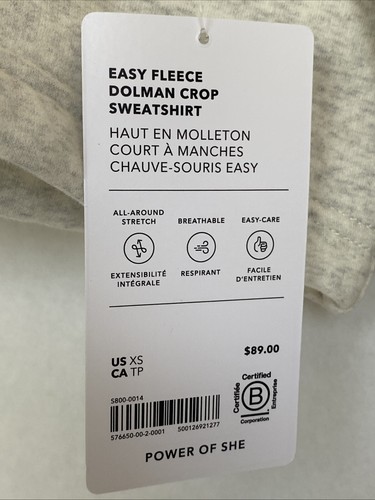 EASY FLEECE
DOLMAN CROP
SWEATSHIRT
HAUT EN MOLLETON
COURT À MANCHES
CHAUVE-SOURIS EASY
ALL-AROUND
STRETCH
BREATHABLE
EASY-CARE
EXTENSIBILITÉ
INTÉGRALE
RESPIRANT
FACILE
D'ENTRETIEN
US XS
CA TP
$89.00
S800-0014
576650-00-2-0001 500126921277
Certified
Certifiée
B
Entreprise
Corporation
POWER OF SHE